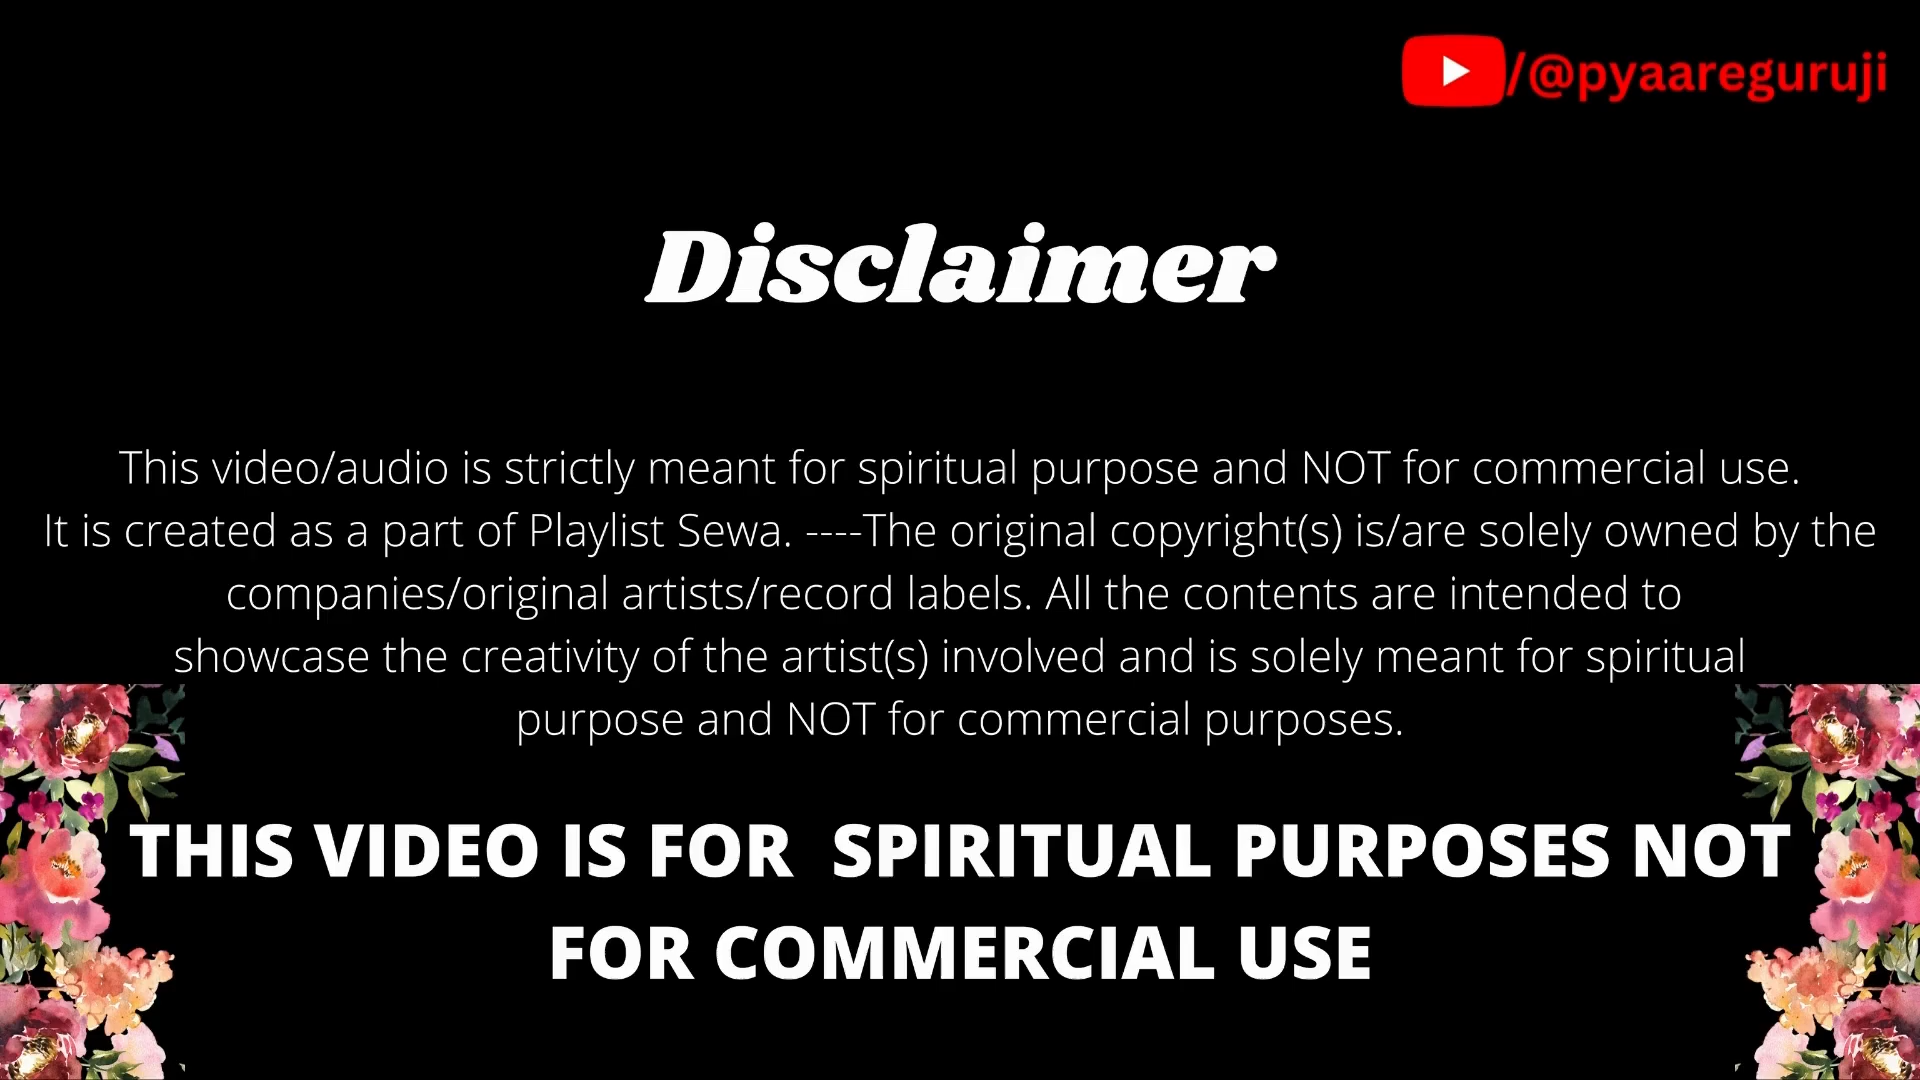 /@pyaareguruji
Disclaimer
This video/audio is strictly meant for spiritual purpose and NOT for commercial use.
It is created as a part of Playlist Sewa. ----The original copyright(s) is/are solely owned by the
companies/original artists/record labels. All the contents are intended to
showcase the creativity of the artist(s) involved and is solely meant for spiritual
purpose and NOT for commercial purposes.
THIS VIDEO IS FOR  SPIRITUAL PURPOSES NOT
FOR COMMERCIAL USE